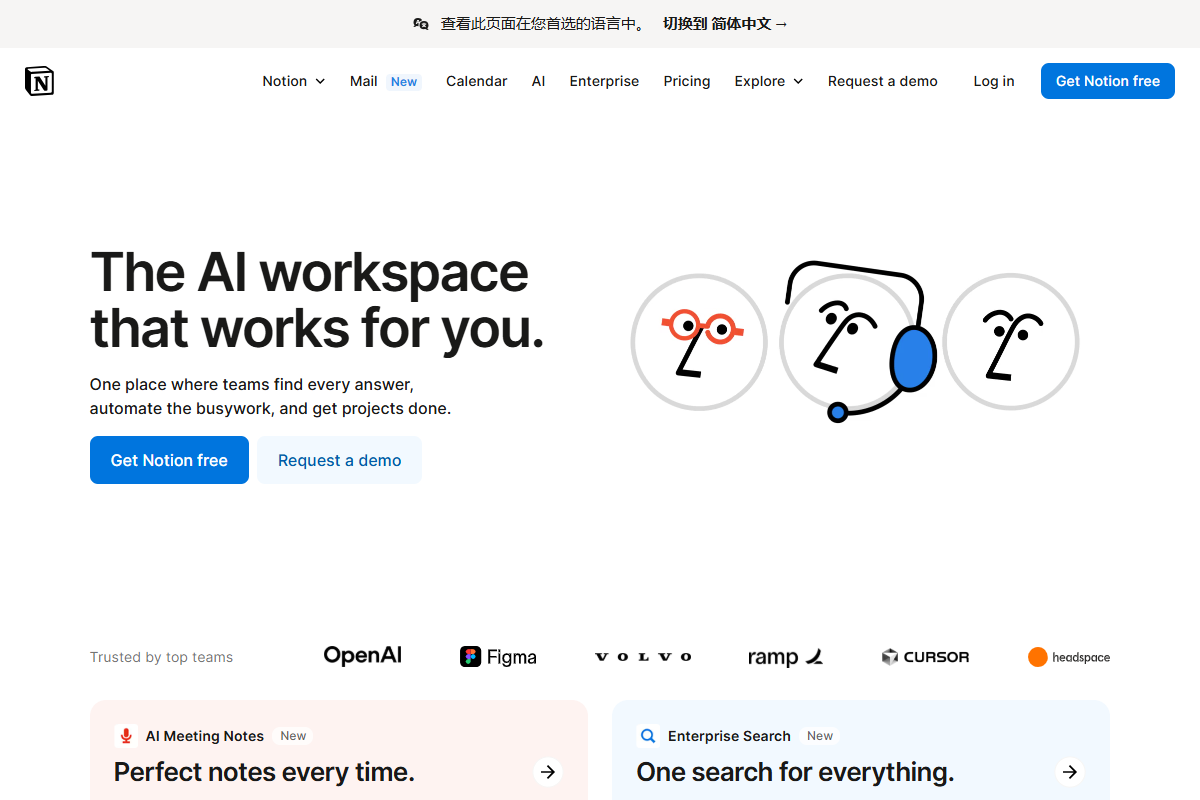 查看此页面在您首选的语言中。 切换到 简体中文 →
N
Notion Mail New Calendar AI Enterprise Pricing Explore Request a demo Log in Get Notion free
The AI workspace
that works for you.
One place where teams find every answer,
automate the busywork, and get projects done.
Get Notion free Request a demo
Trusted by top teams OpenAI Figma VOLVO ramp CURSOR headspace
AI Meeting Notes New
Perfect notes every time.
Enterprise Search New
One search for everything.